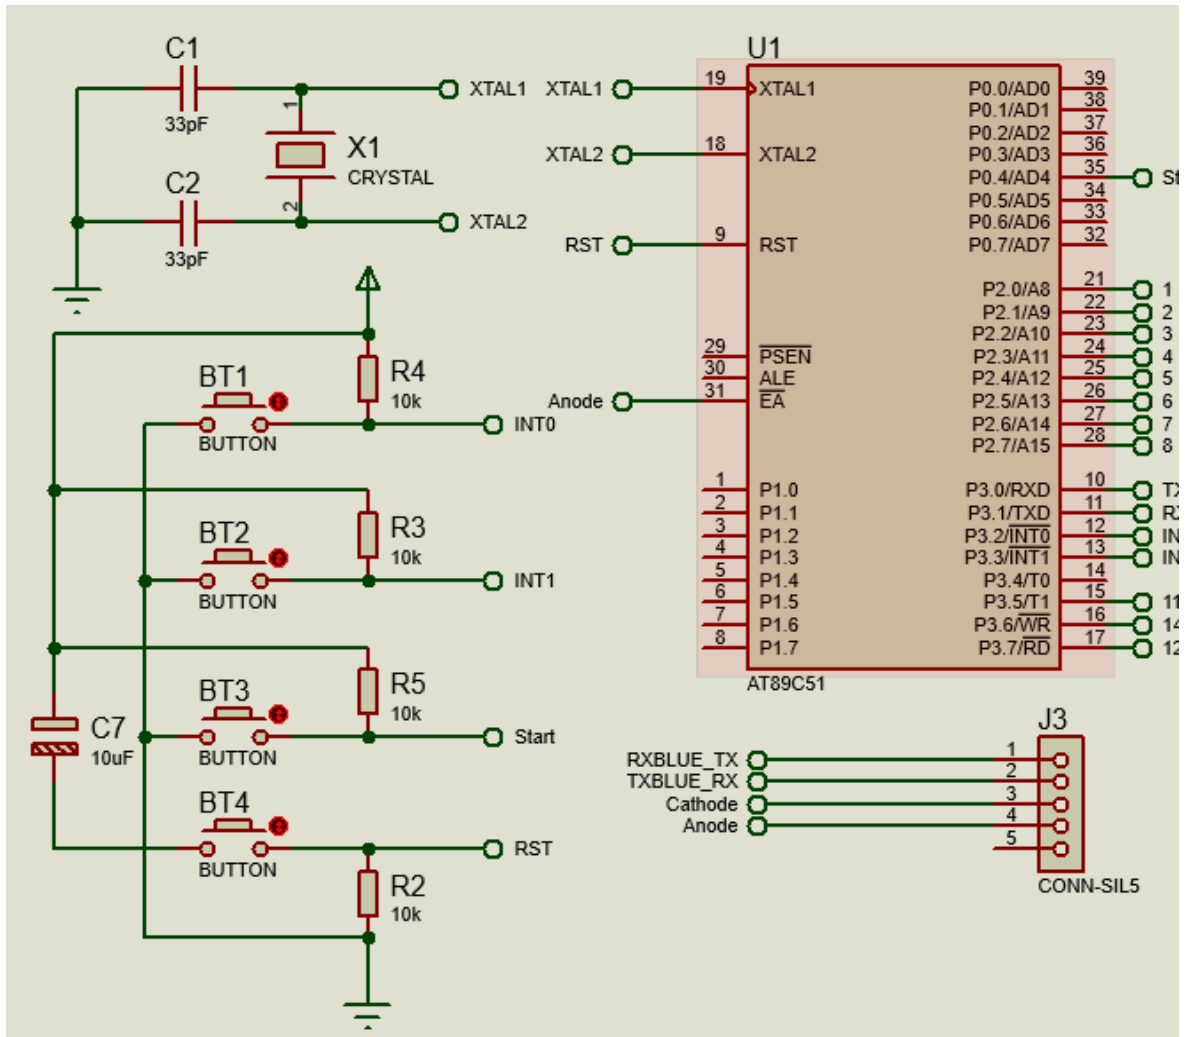 C1
33pF
1
X1
CRYSTAL
C2
33pF
2
XTAL1
XTAL2
R4
10k
BT1
BUTTON
INT0
R3
10k
BT2
BUTTON
INT1
R5
10k
BT3
BUTTON
Start
C7
10uF
BT4
BUTTON
RST
R2
10k
U1
XTAL1 19 XTAL1
XTAL2 18 XTAL2
RST 9 RST
29 PSEN
30 ALE
Anode 31 EA
1 P1.0
2 P1.1
3 P1.2
4 P1.3
5 P1.4
6 P1.5
7 P1.6
8 P1.7
P0.0/AD0 39
P0.1/AD1 38
P0.2/AD2 37
P0.3/AD3 36
P0.4/AD4 35
P0.5/AD5 34
P0.6/AD6 33
P0.7/AD7 32
P2.0/A8 21 1
P2.1/A9 22 2
P2.2/A10 23 3
P2.3/A11 24 4
P2.4/A12 25 5
P2.5/A13 26 6
P2.6/A14 27 7
P2.7/A15 28 8
P3.0/RXD 10
P3.1/TXD 11
P3.2/INT0 12
P3.3/INT1 13
P3.4/T0 14
P3.5/T1 15 11
P3.6/WR 16 14
P3.7/RD 17 12
AT89C51
J3
RXBLUE_TX 1
TXBLUE_RX 2
Cathode 3
Anode 4
5
CONN-SIL5